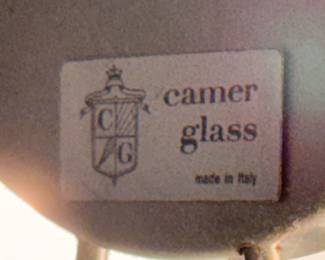 C
G
camer
glass
made in Italy